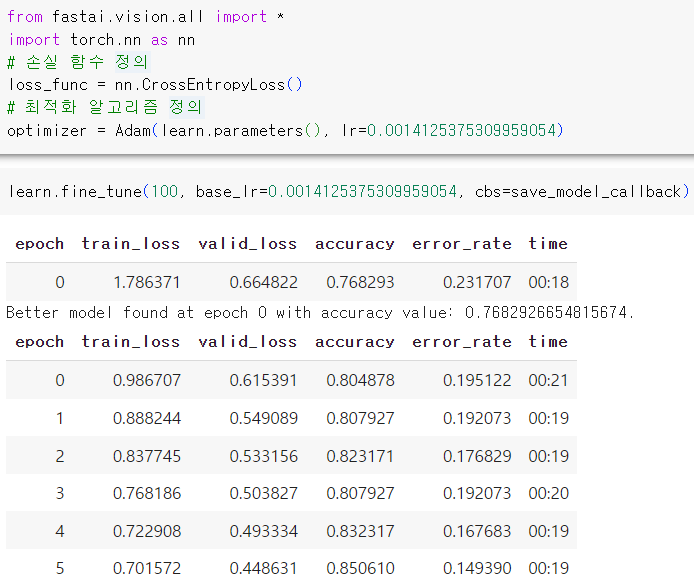 from fastai.vision.all import *
import torch.nn as nn
# 손실 함수 정의
loss_func = nn.CrossEntropyLoss()
# 최적화 알고리즘 정의
optimizer = Adam(learn.parameters(), lr=0.0014125375309959054)
learn.fine_tune(100, base_lr=0.0014125375309959054, cbs=save_model_callback)
epoch train_loss valid_loss accuracy error_rate time
0 1.786371 0.664822 0.768293 0.231707 00:18
Better model found at epoch 0 with accuracy value: 0.7682926654815674.
epoch train_loss valid_loss accuracy error_rate time
0 0.986707 0.615391 0.804878 0.195122 00:21
1 0.888244 0.549089 0.807927 0.192073 00:19
2 0.837745 0.533156 0.823171 0.176829 00:19
3 0.768186 0.503827 0.807927 0.192073 00:20
4 0.722908 0.493334 0.832317 0.167683 00:19
5 0.701572 0.448631 0.850610 0.149390 00:19